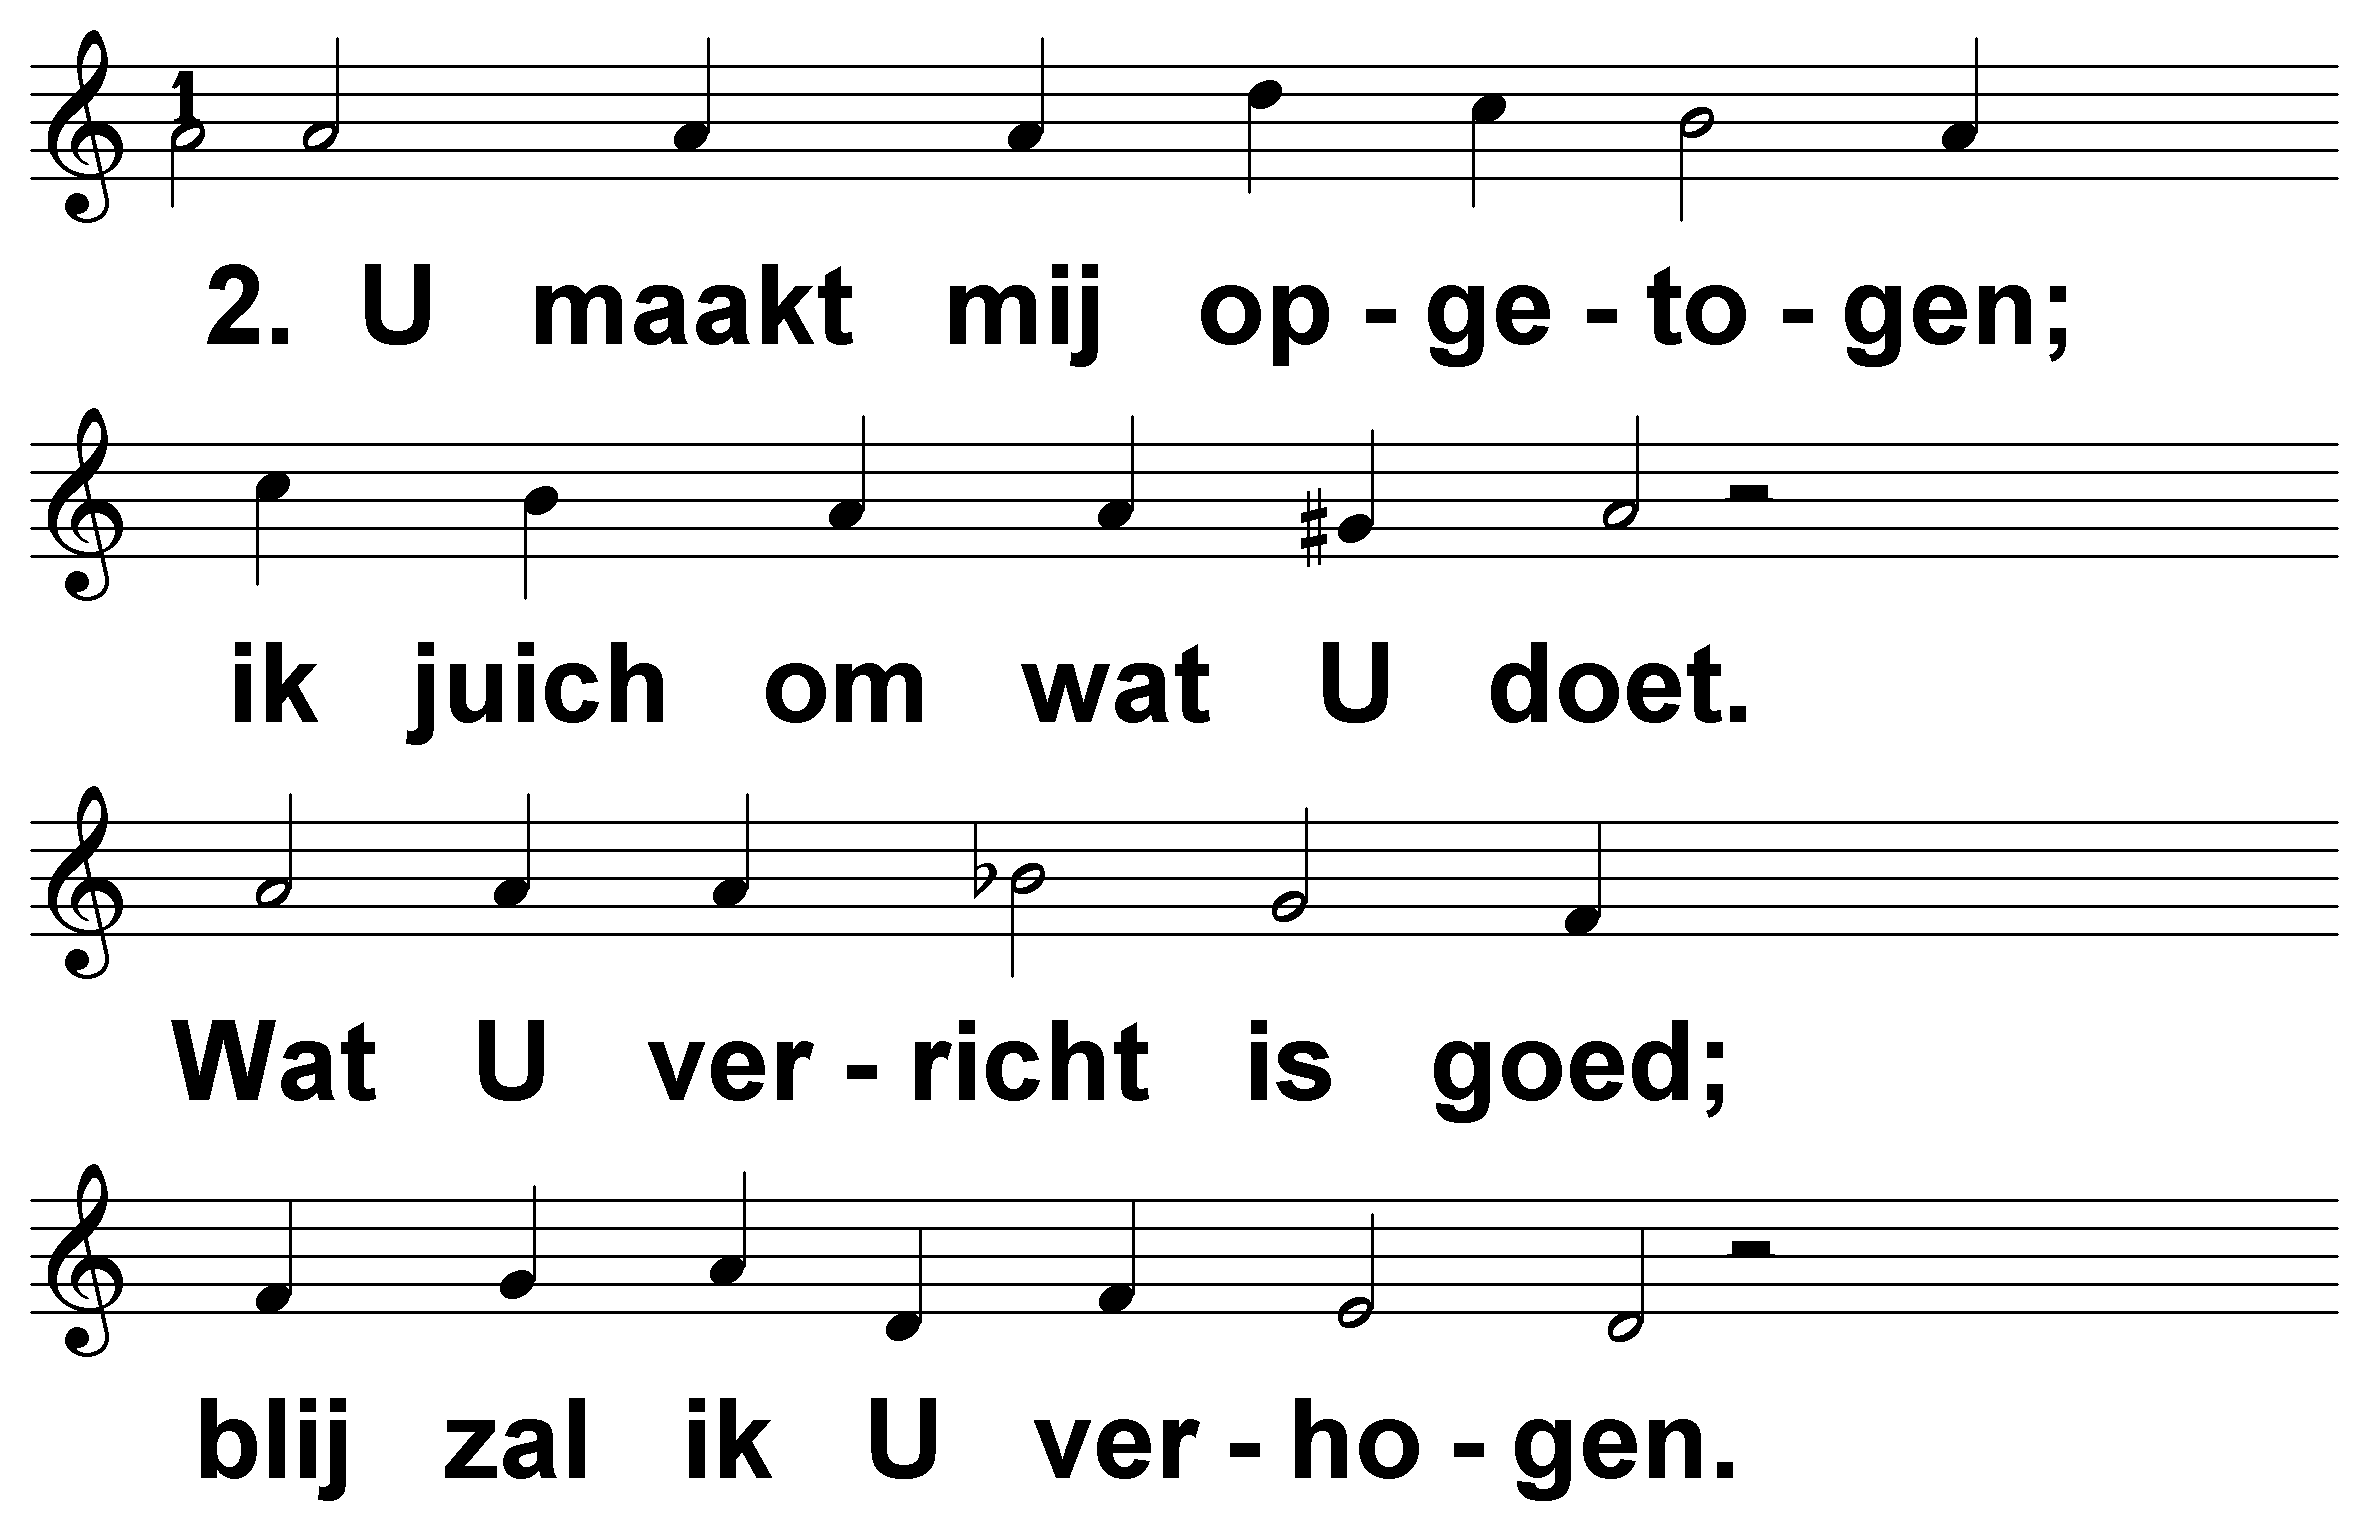 1
2. U maakt mij op - ge - to - gen;
ik juich om wat U doet.
Wat U ver - richt is goed;
blij zal ik U ver - ho - gen.